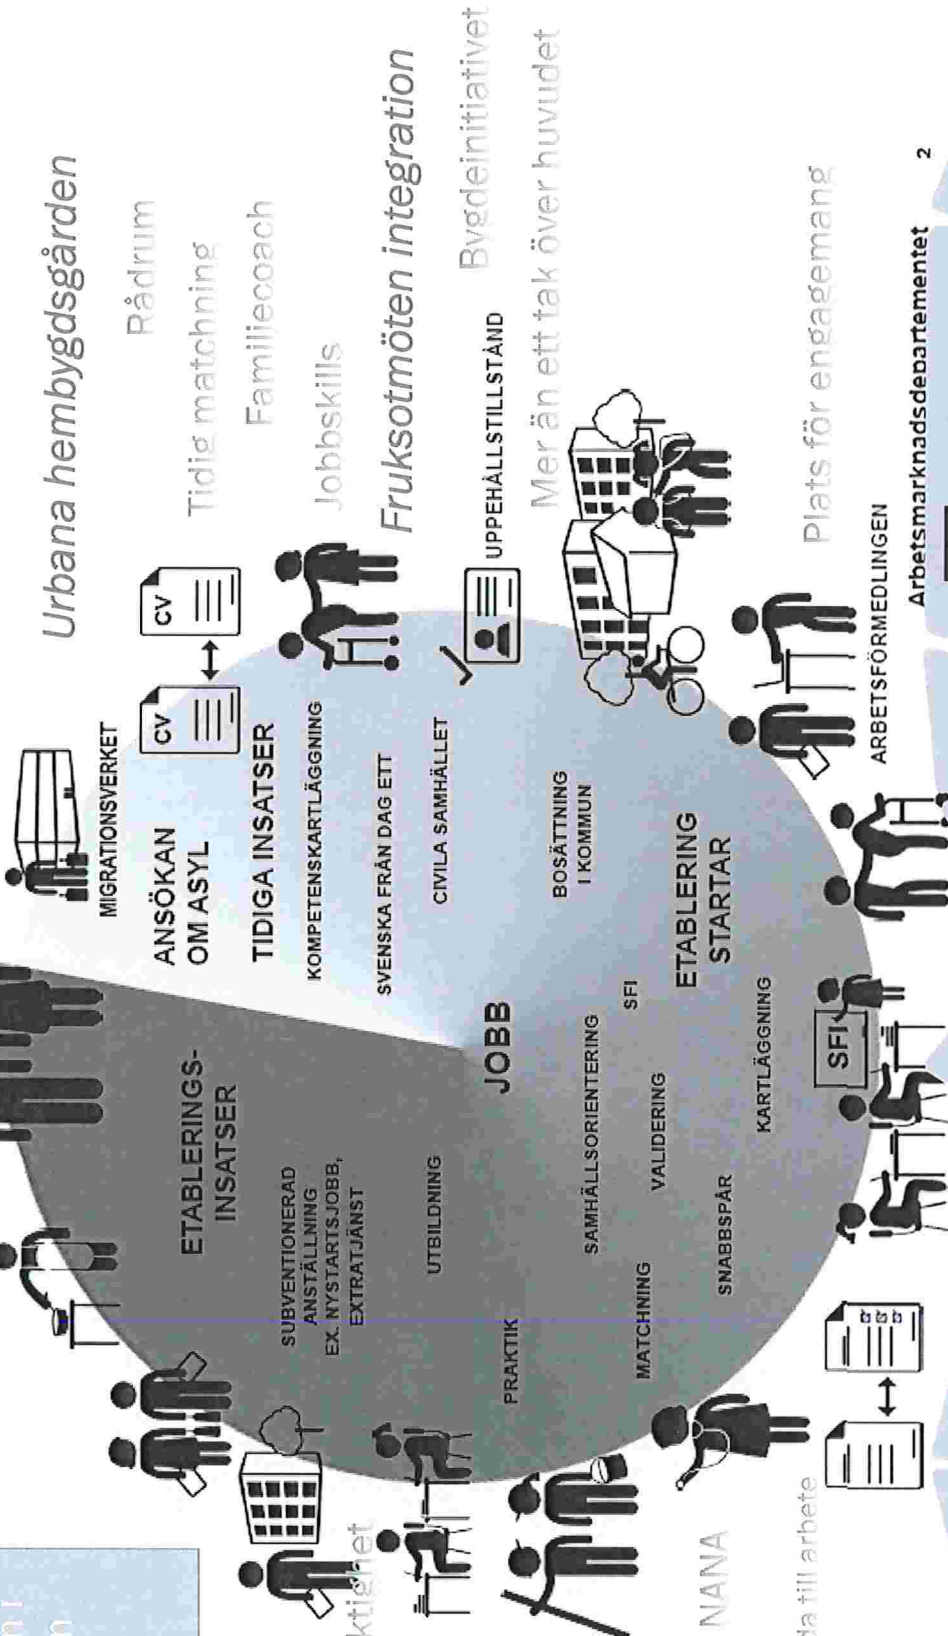 Urbana hembygdsgården
Rådrum
Tidig matchning
Familiecoach
Jobbskills
Fruksotmöten integration
Bygdeinitiativet
Mer än ett tak över huvudet
Plats för engagemang
MIGRATIONSVERKET
CV
CV
ANSÖKAN
OM ASYL
TIDIGA INSATSER
KOMPETENSKARTLÄGGNING
SVENSKA FRÅN DAG ETT
CIVILA SAMHÄLLET
UPPEHÅLLSTILLSTÅND
BOSÄTTNING
I KOMMUN
ETABLERING
STARTAR
ARBETSFÖRMEDLINGEN
JOBB
SAMHÄLLSORIENTERING
SFI
VALIDERING
KARTLÄGGNING
SFI
ETABLERINGS-
INSATSER
SUBVENTIONERAD
ANSTÄLLNING
EX. NYSTARTSJOBB,
EXTRATJÄNST
UTBILDNING
PRAKTIK
MATCHNING
SNABBSPÅR
NANA
till arbete
Arbetsmarknadsdepartementet
2